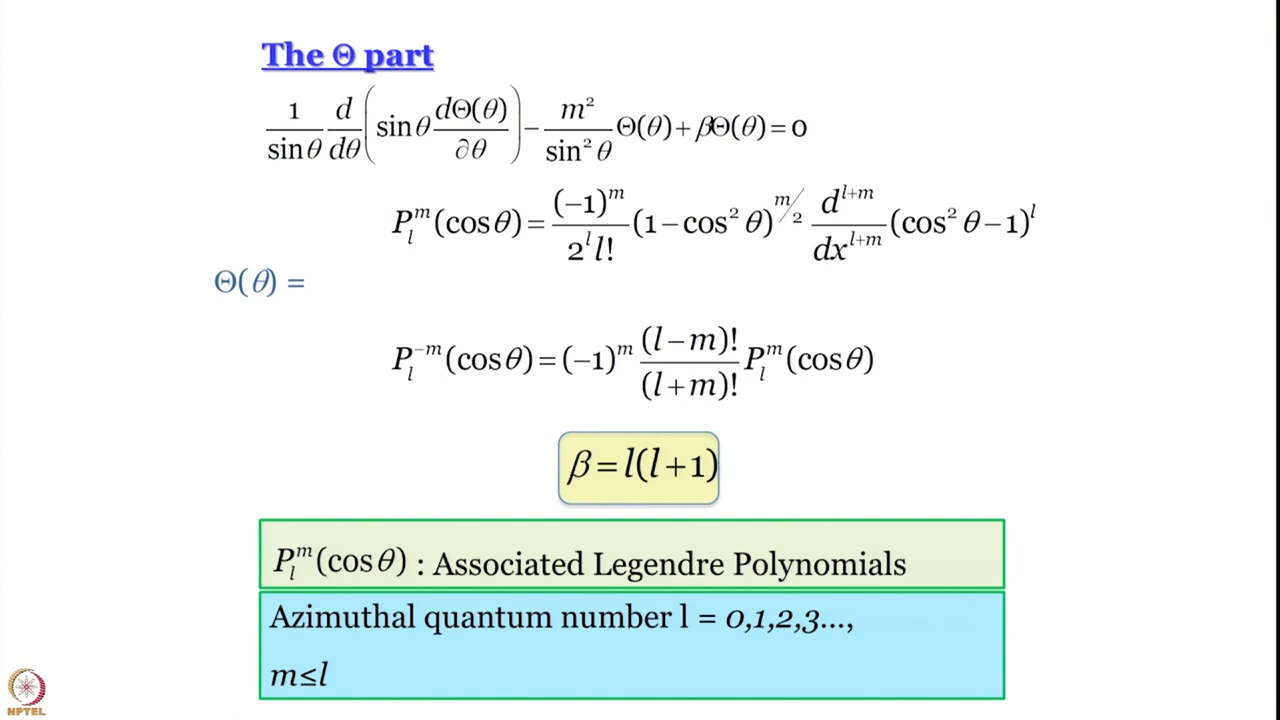 The Θ part
1/sinθ d/dθ (sinθ dΘ(θ)/∂θ) − m²/sin²θ Θ(θ) + βΘ(θ) = 0
P_l^m(cosθ) = (−1)^m/(2^l l!) (1 − cos²θ)^(m/2) d^(l+m)/dx^(l+m) (cos²θ − 1)^l
Θ(θ) =
P_l^(−m)(cosθ) = (−1)^m (l − m)!/(l + m)! P_l^m(cosθ)
β = l(l + 1)
P_l^m(cosθ) : Associated Legendre Polynomials
Azimuthal quantum number l = 0,1,2,3...,
m≤l
NPTEL